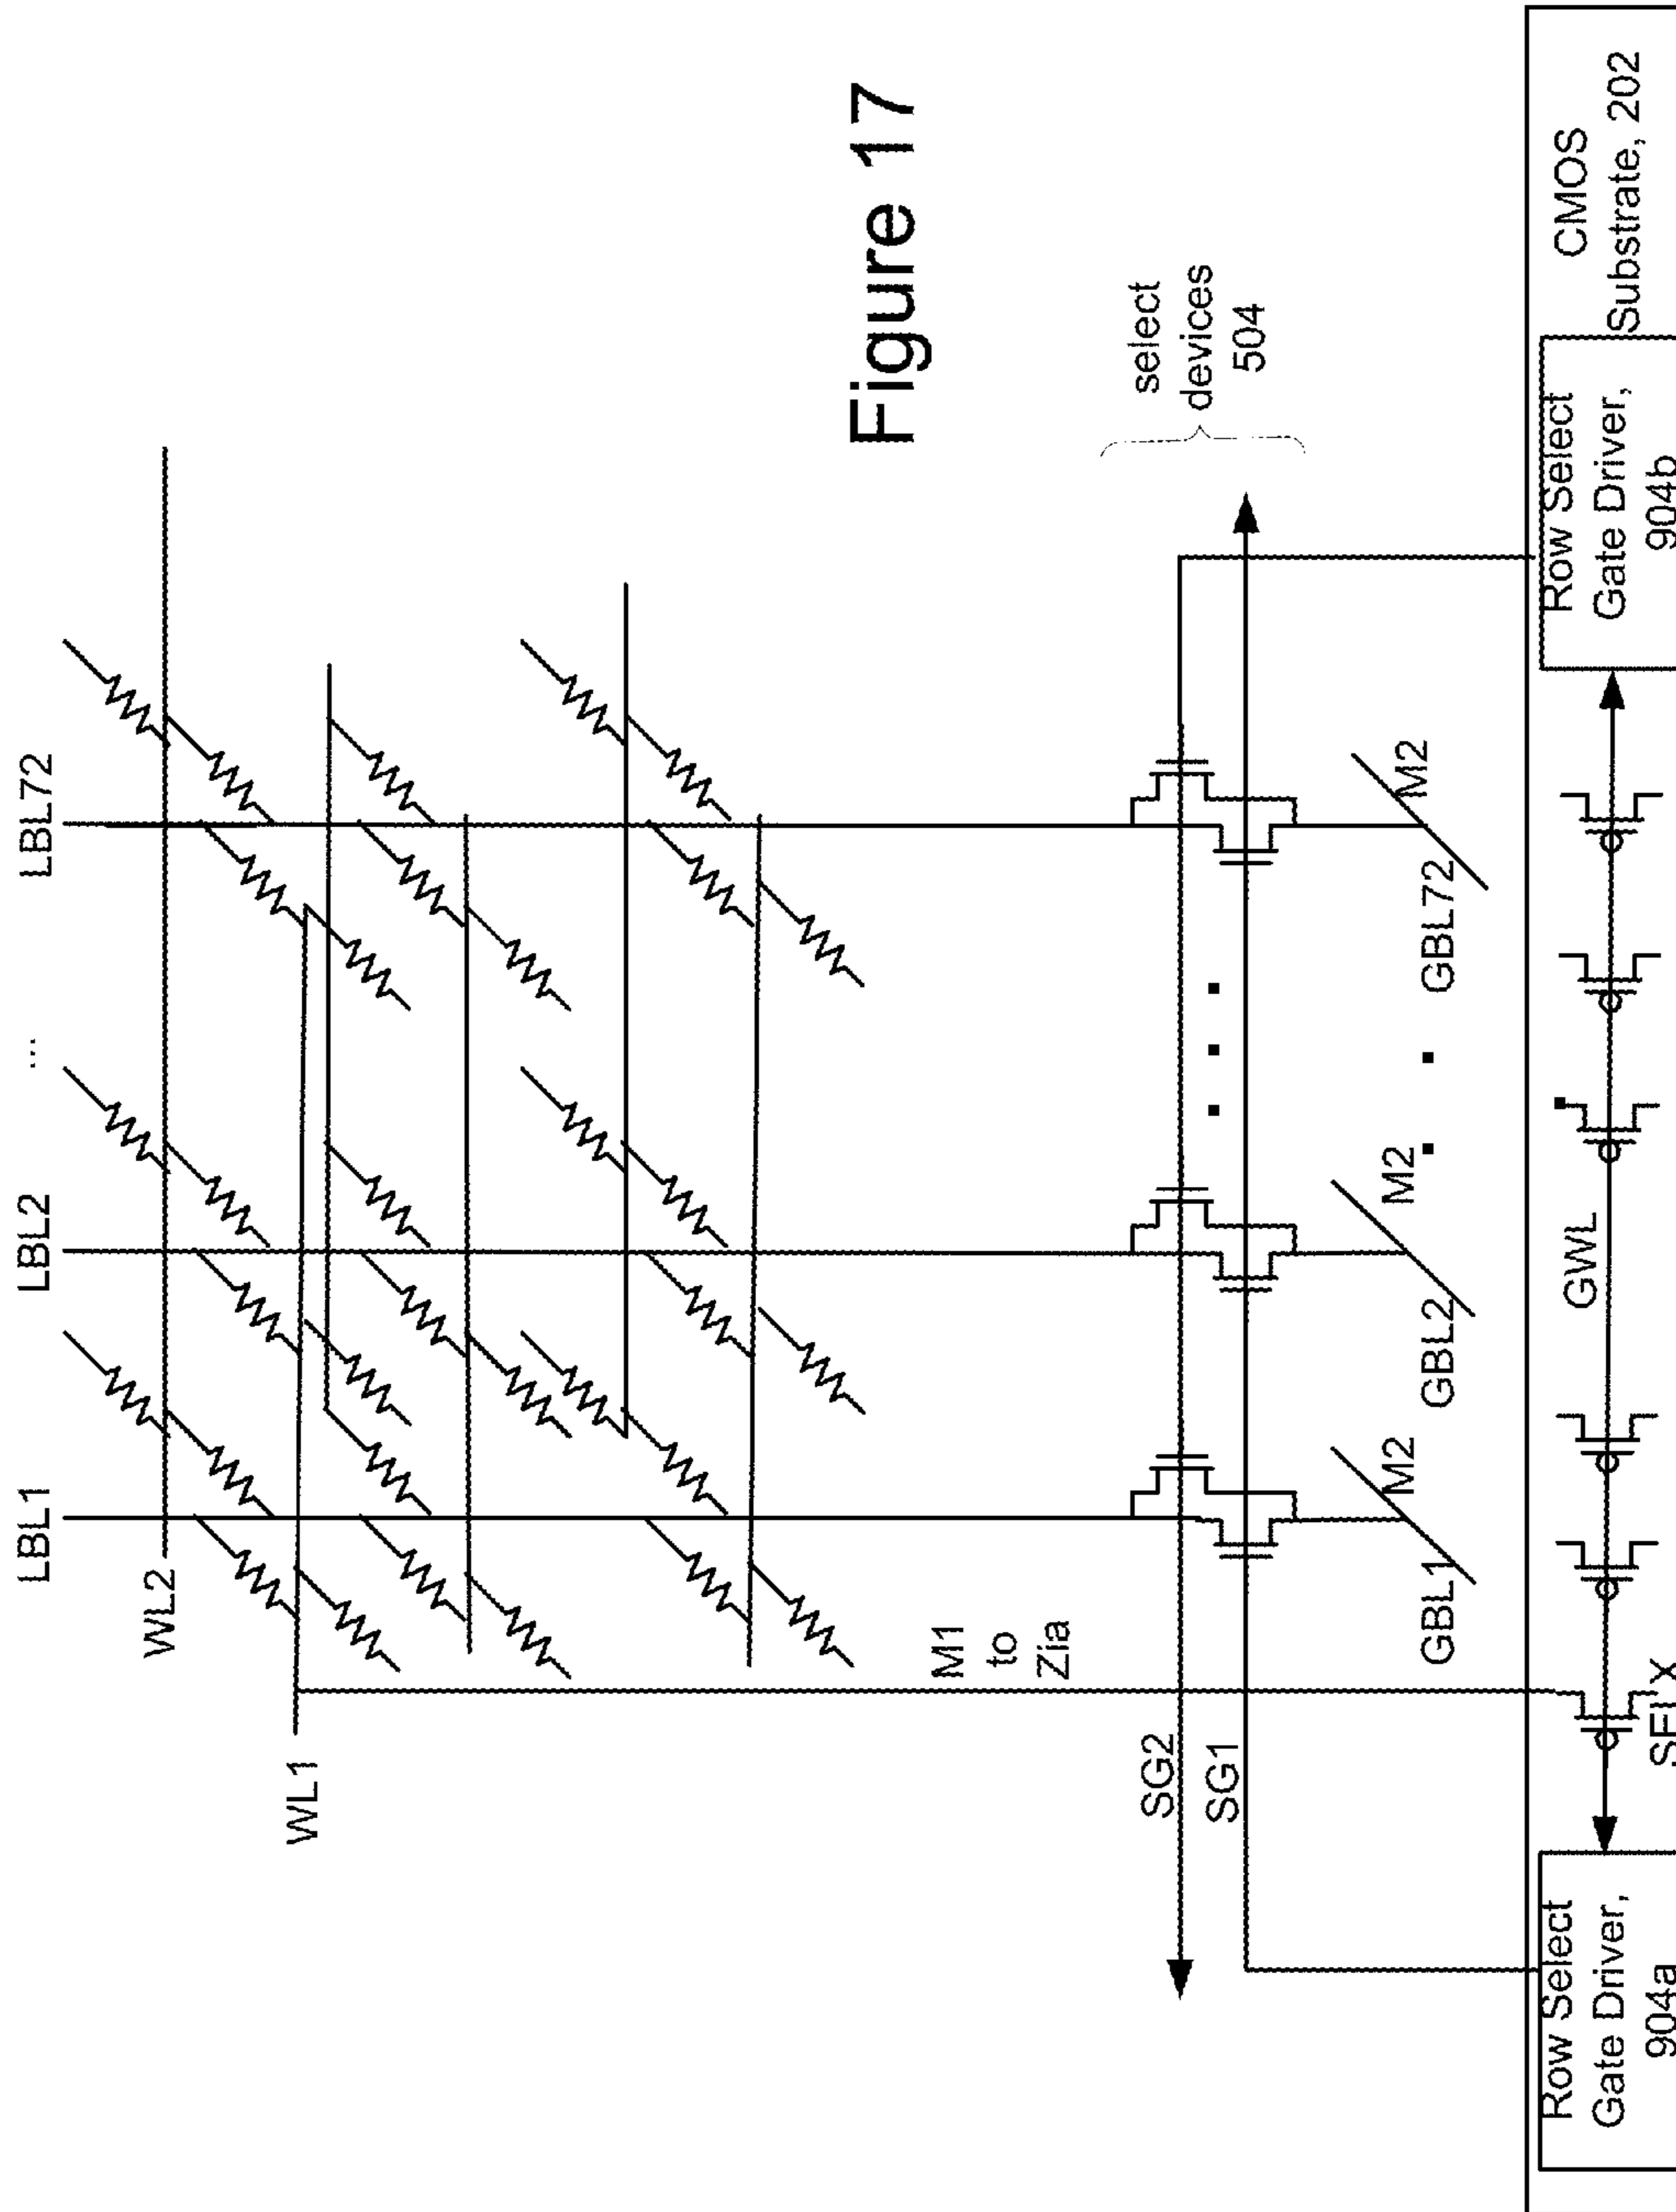 LBL1
LBL2
...
LBL72
WL2
WL1
Figure 17
M1
to
Zia
select
devices
504
SG2
SG1
M2
M2
M2
GBL1
GBL2
GBL72
GWL
CMOS
Substrate, 202
Row Select
Gate Driver,
904a
Row Select
Gate Driver,
904b
SEL'X